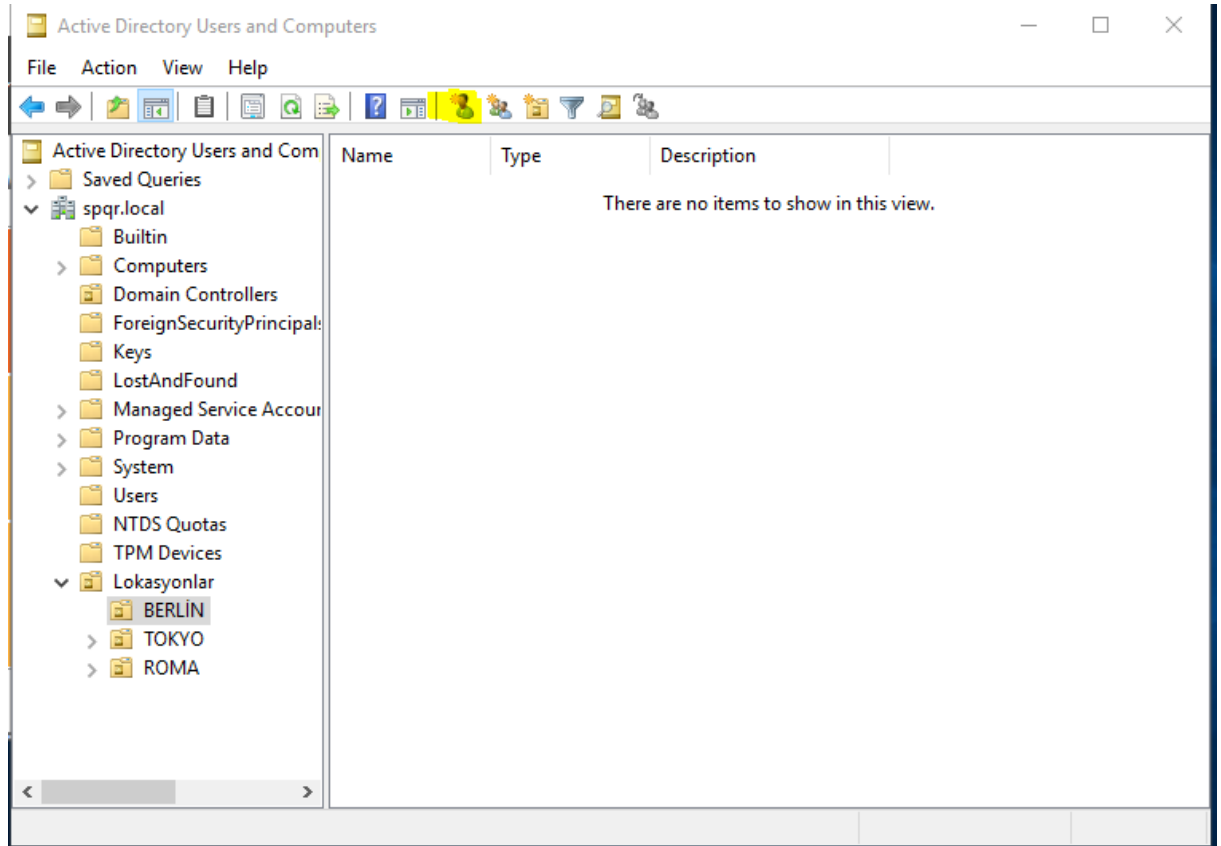 Active Directory Users and Computers
File Action View Help
Active Directory Users and Com
Name Type Description
Saved Queries
There are no items to show in this view.
spqr.local
Builtin
Computers
Domain Controllers
ForeignSecurityPrincipals
Keys
LostAndFound
Managed Service Accour
Program Data
System
Users
NTDS Quotas
TPM Devices
Lokasyonlar
BERLİN
TOKYO
ROMA